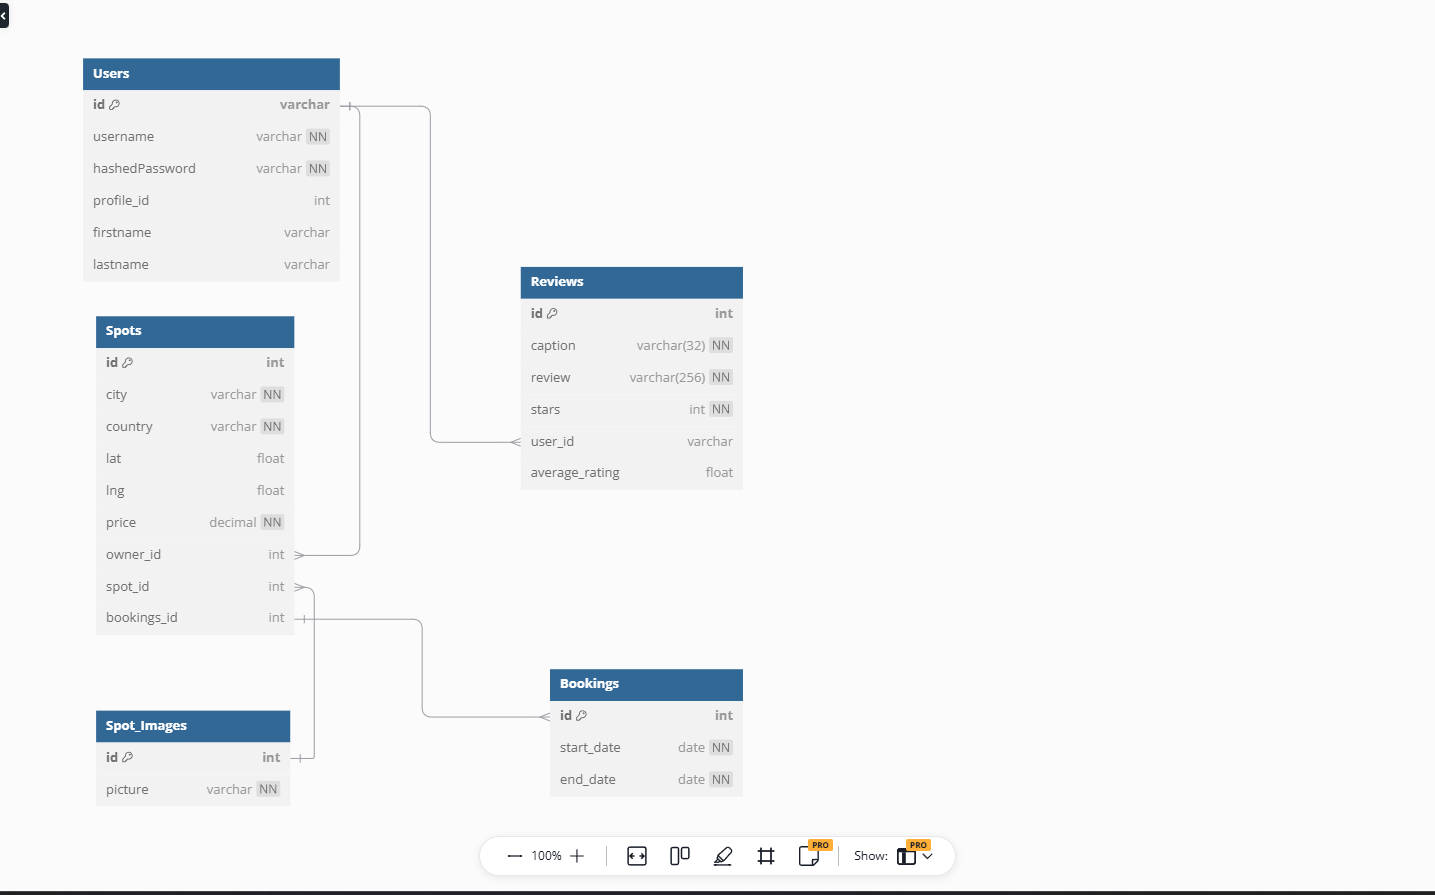 Users
id varchar
username varchar NN
hashedPassword varchar NN
profile_id int
firstname varchar
lastname varchar
Reviews
id int
caption varchar(32) NN
review varchar(256) NN
stars int NN
user_id varchar
average_rating float
Spots
id int
city varchar NN
country varchar NN
lat float
lng float
price decimal NN
owner_id int
spot_id int
bookings_id int
Bookings
id int
start_date date NN
end_date date NN
Spot_Images
id int
picture varchar NN
100%
PRO
Show:
PRO